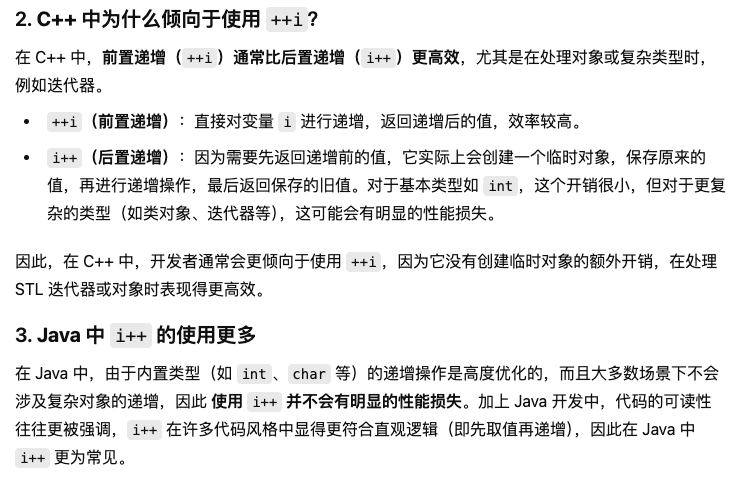 2. C++ 中为什么倾向于使用 ++i?
在 C++ 中，前置递增（++i）通常比后置递增（i++）更高效，尤其是在处理对象或复杂类型时，
例如迭代器。
• ++i（前置递增）：直接对变量 i 进行递增，返回递增后的值，效率较高。
• i++（后置递增）：因为需要先返回递增前的值，它实际上会创建一个临时对象，保存原来的
值，再进行递增操作，最后返回保存的旧值。对于基本类型如 int，这个开销很小，但对于更复
杂的类型（如类对象、迭代器等），这可能会有明显的性能损失。
因此，在 C++ 中，开发者通常会更倾向于使用 ++i，因为它没有创建临时对象的额外开销，在处理
STL 迭代器或对象时表现得更高效。
3. Java 中 i++ 的使用更多
在 Java 中，由于内置类型（如 int、char 等）的递增操作是高度优化的，而且大多数场景下不会
涉及复杂对象的递增，因此 使用 i++ 并不会有明显的性能损失。加上 Java 开发中，代码的可读性
往往更被强调，i++ 在许多代码风格中显得更符合直观逻辑（即先取值再递增），因此在 Java 中
i++ 更为常见。